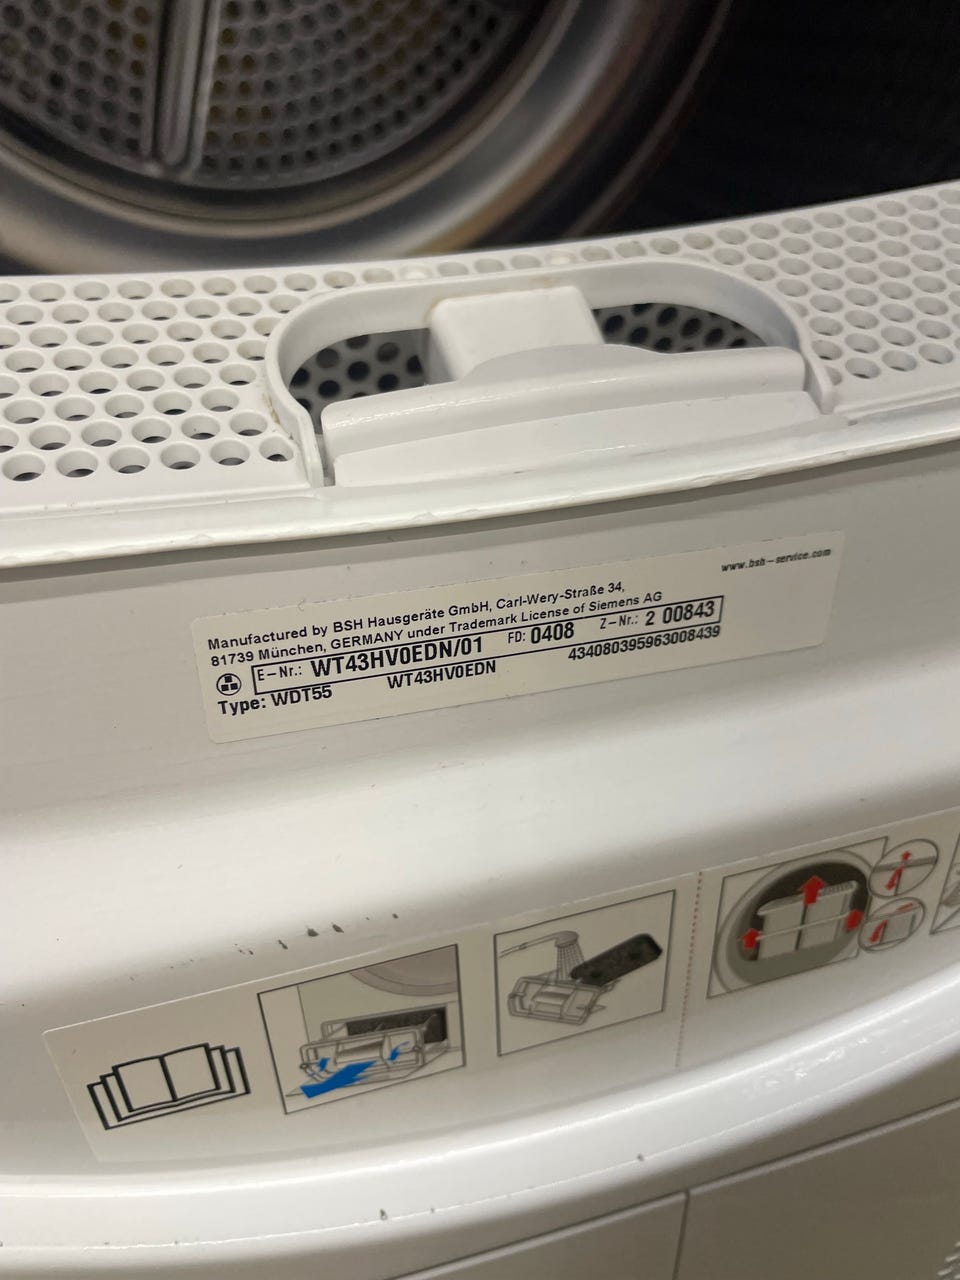 www.bsh-service.com
Manufactured by BSH Hausgeräte GmbH, Carl-Wery-Straße 34,
81739 München, GERMANY under Trademark License of Siemens AG
E-Nr.: WT43HV0EDN/01 FD: 0408 Z-Nr.: 2 00843
Type: WDT55 WT43HV0EDN 434080395963008439